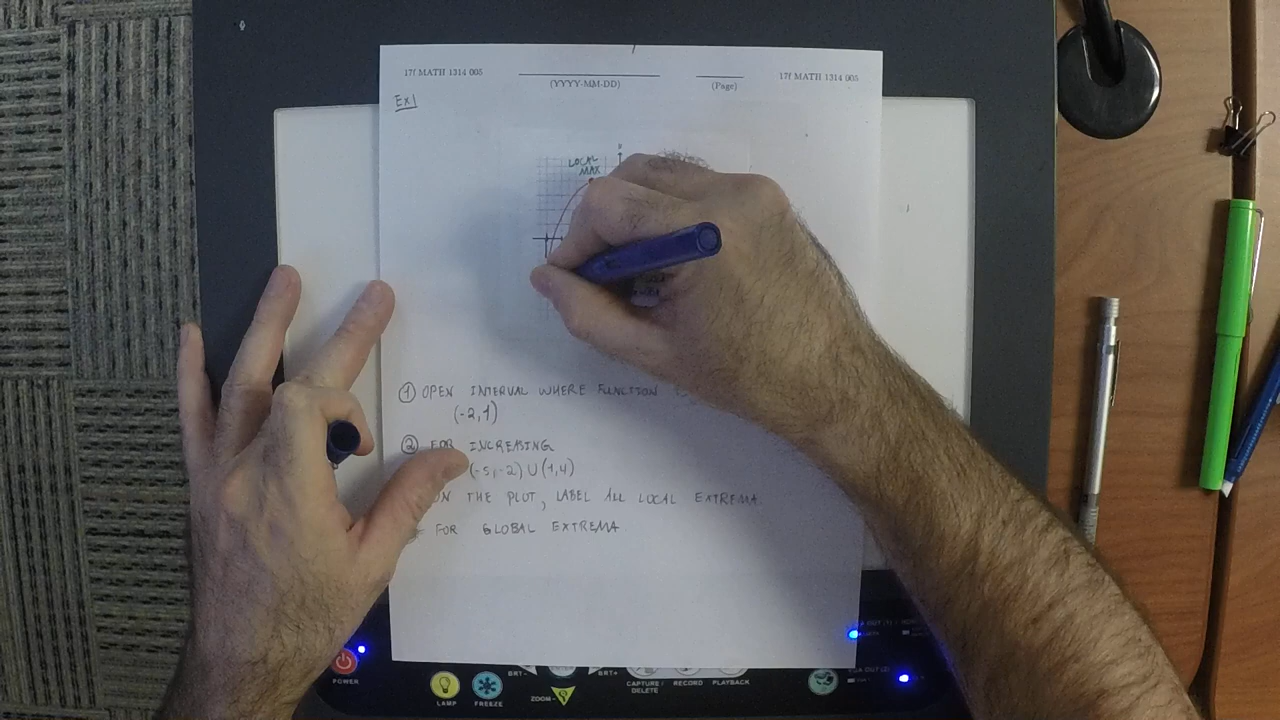 17f MATH 1314 005
(YYYY-MM-DD)
(Page)
17f MATH 1314 005
Ex1
LOCAL
MAX
① OPEN INTERVAL WHERE FUNCTION
(-2,1)
② FOR INCREASING
(-5,-2) ∪ (1,4)
ON THE PLOT, LABEL ALL LOCAL EXTREMA
FOR GLOBAL EXTREMA
POWER
LAMP
FREEZE
BRT-
ZOOM-
BRT+
CAPTURE/
DELETE
RECORD
PLAYBACK